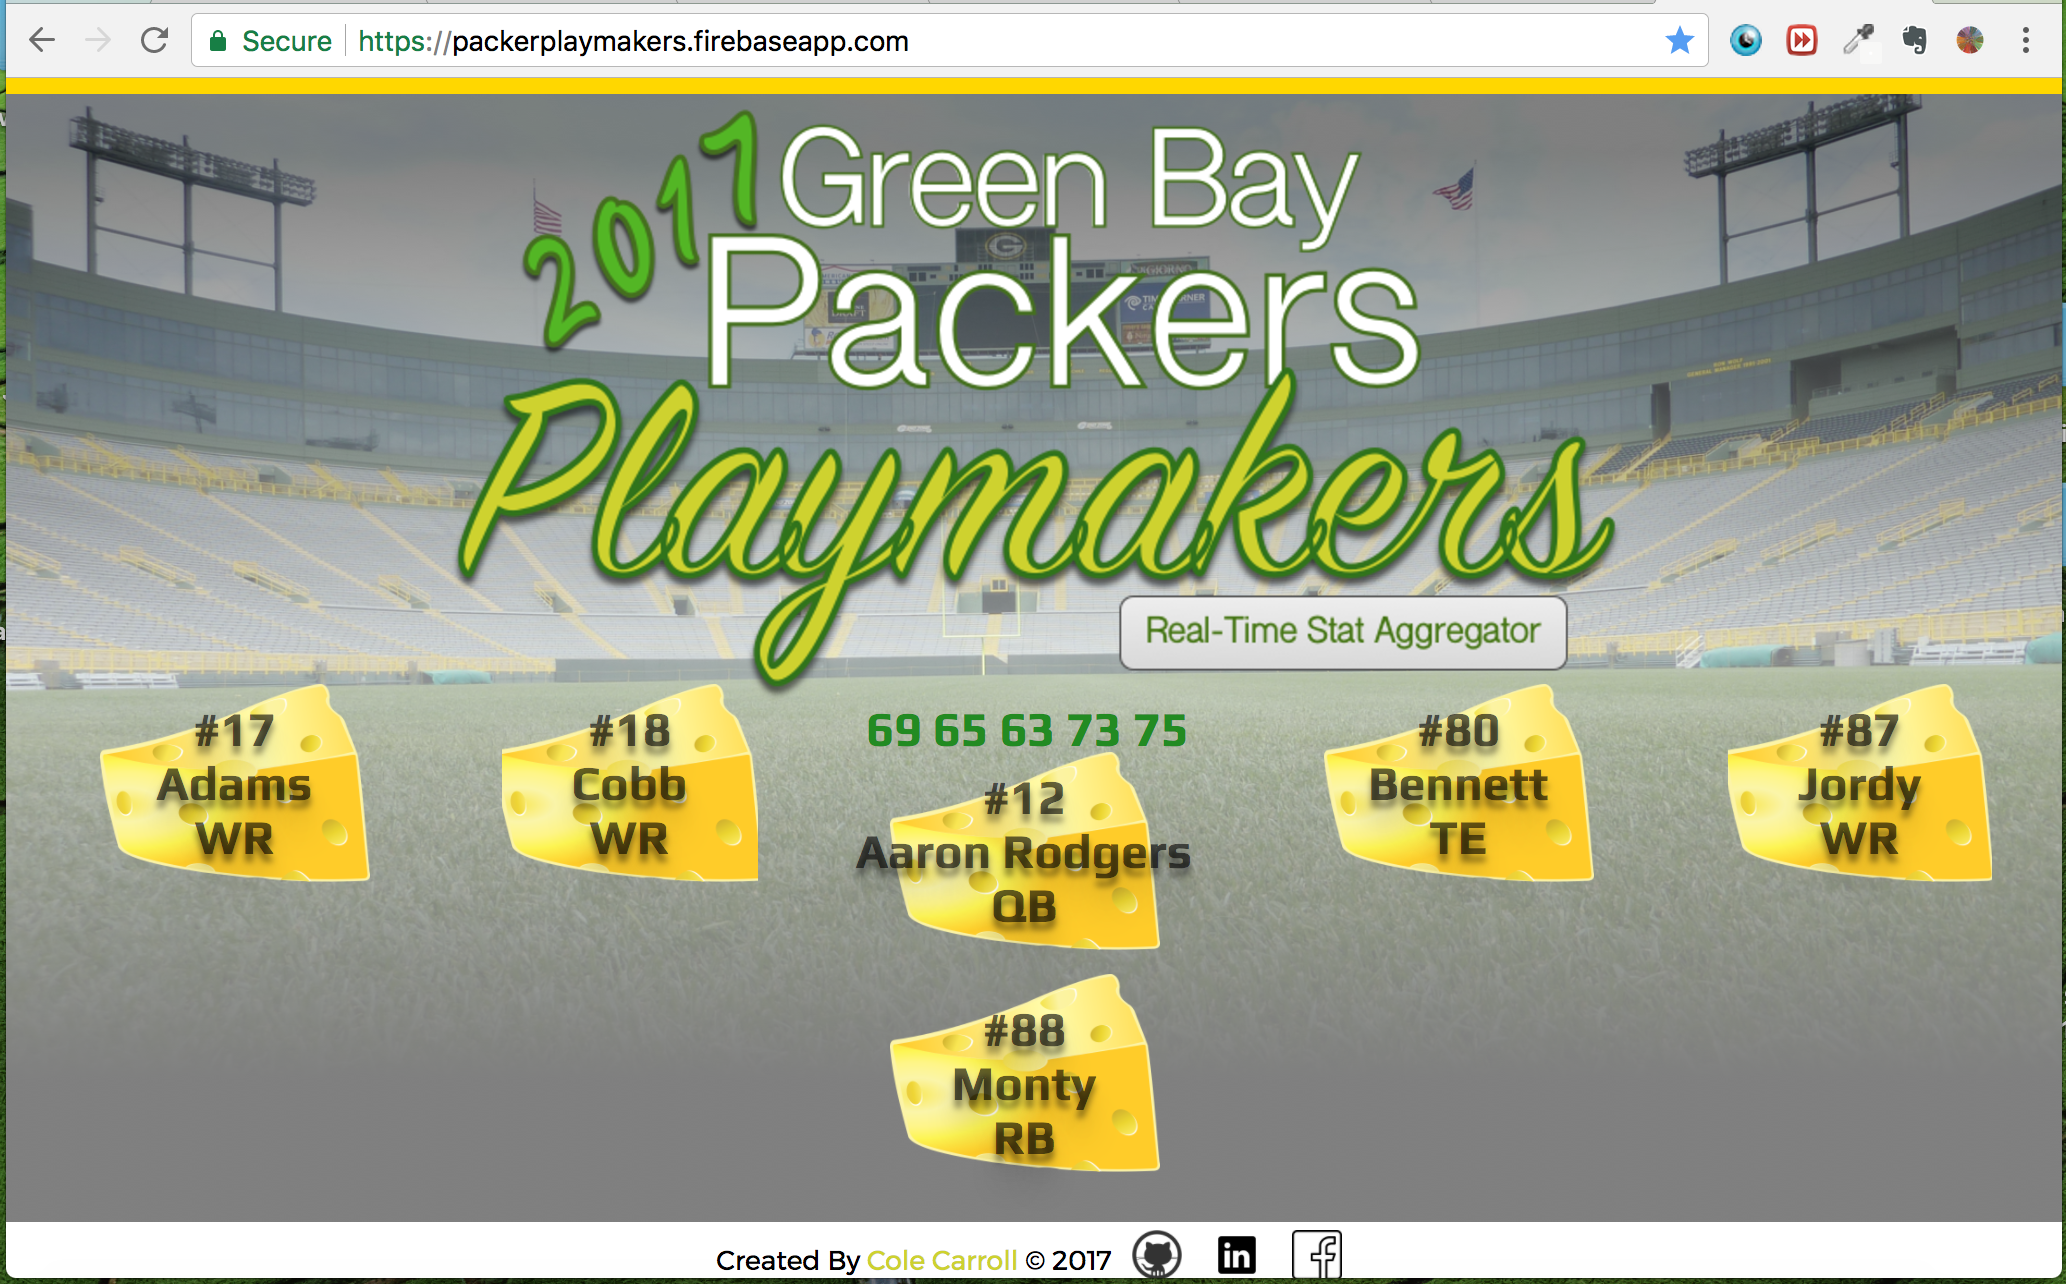 Secure
https://packerplaymakers.firebaseapp.com
2017
Green Bay
Packers
Playmakers
Real-Time Stat Aggregator
#17
Adams
WR
#18
Cobb
WR
69 65 63 73 75
#12
Aaron Rodgers
QB
#80
Bennett
TE
#87
Jordy
WR
#88
Monty
RB
Created By Cole Carroll © 2017
in
f